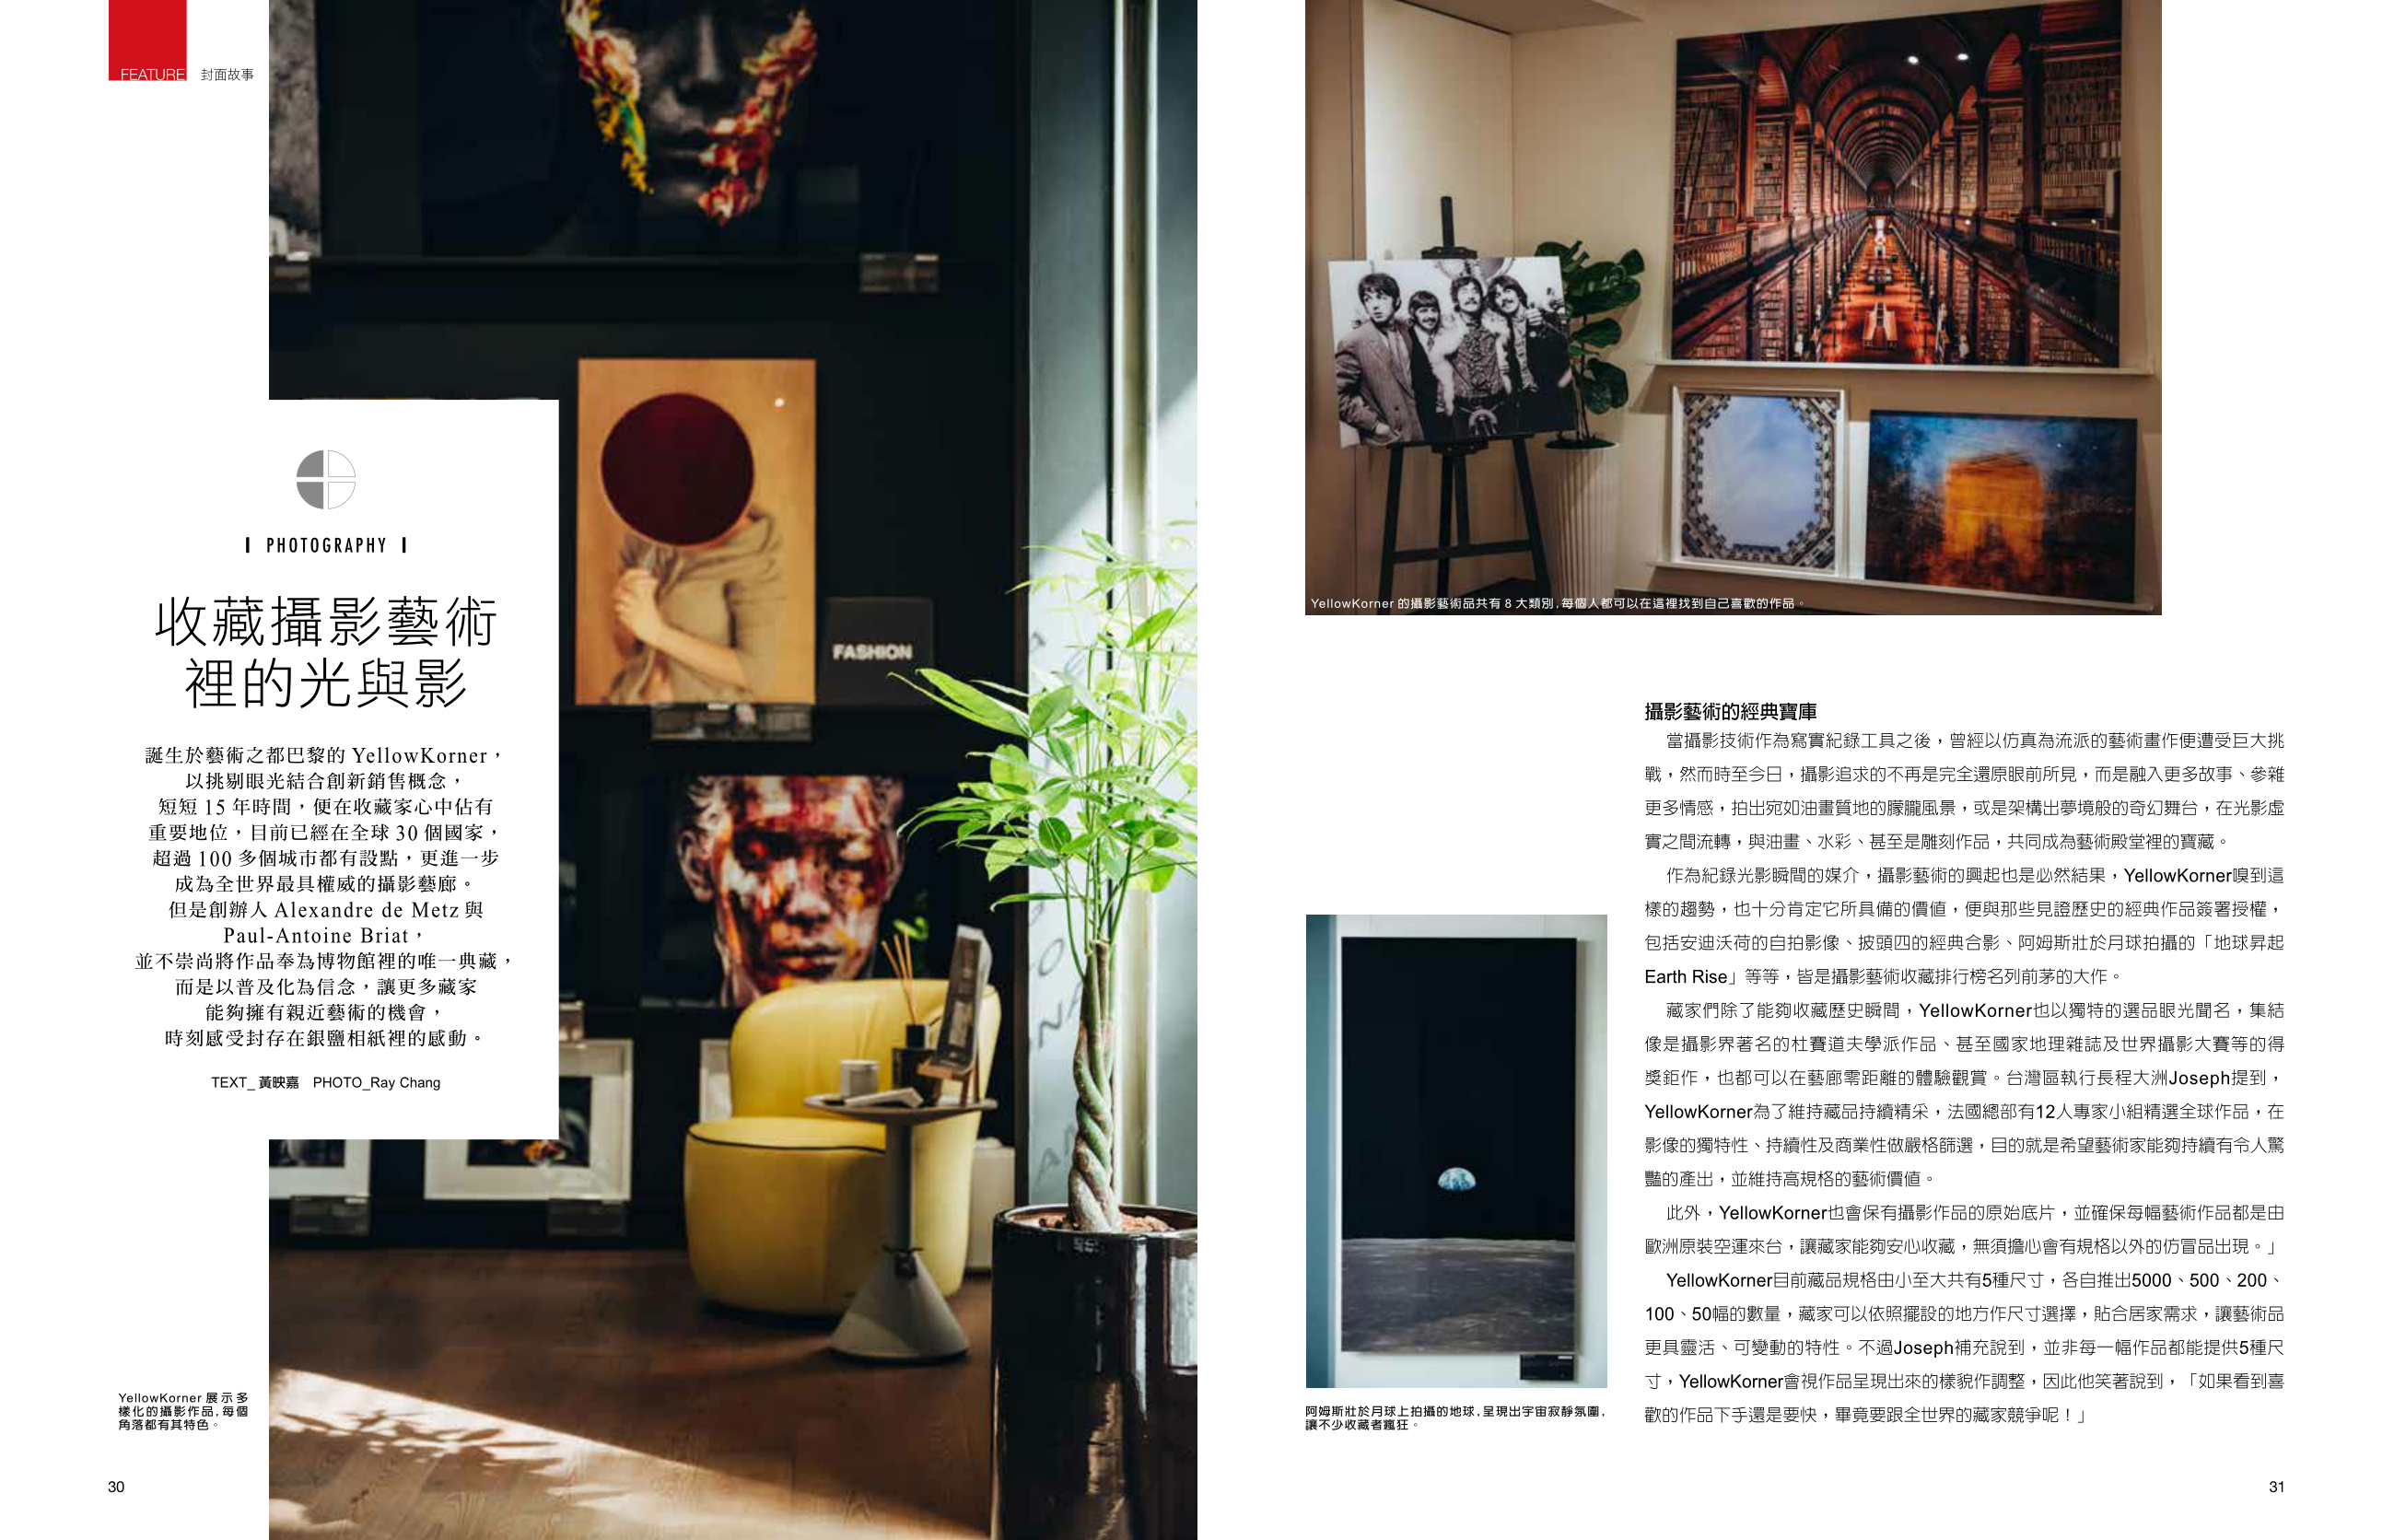 FEATURE 封面故事
PHOTOGRAPHY
收藏攝影藝術
裡的光與影
誕生於藝術之都巴黎的 YellowKorner，
以挑剔眼光結合創新銷售概念，
短短 15 年時間，便在收藏家心中佔有
重要地位，目前已經在全球 30 個國家，
超過 100 多個城市都有設點，更進一步
成為全世界最具權威的攝影藝廊。
但是創辦人 Alexandre de Metz 與
Paul-Antoine Briat，
並不崇尚將作品奉為博物館裡的唯一典藏，
而是以普及化為信念，讓更多藏家
能夠擁有親近藝術的機會，
時刻感受封存在銀鹽相紙裡的感動。
TEXT_ 黃映嘉 PHOTO_Ray Chang
FASHION
YellowKorner 展示多
樣化的攝影作品，每個
角落都有其特色。
30
YellowKorner 的攝影藝術品共有 8 大類別，每個人都可以在這裡找到自己喜歡的作品。
攝影藝術的經典寶庫
當攝影技術作為寫實紀錄工具之後，曾經以仿真為流派的藝術畫作便遭受巨大挑
戰，然而時至今日，攝影追求的不再是完全還原眼前所見，而是融入更多故事、參雜
更多情感，拍出宛如油畫質地的朦朧風景，或是架構出夢境般的奇幻舞台，在光影虛
實之間流轉，與油畫、水彩、甚至是雕刻作品，共同成為藝術殿堂裡的寶藏。
作為紀錄光影瞬間的媒介，攝影藝術的興起也是必然結果，YellowKorner嗅到這
樣的趨勢，也十分肯定它所具備的價值，便與那些見證歷史的經典作品簽署授權，
包括安迪沃荷的自拍影像、披頭四的經典合影、阿姆斯壯於月球拍攝的「地球昇起
Earth Rise」等等，皆是攝影藝術收藏排行榜名列前茅的大作。
藏家們除了能夠收藏歷史瞬間，YellowKorner也以獨特的選品眼光聞名，集結
像是攝影界著名的杜賽道夫學派作品、甚至國家地理雜誌及世界攝影大賽等的得
獎鉅作，也都可以在藝廊零距離的體驗觀賞。台灣區執行長程大洲Joseph提到，
YellowKorner為了維持藏品持續精采，法國總部有12人專家小組精選全球作品，在
影像的獨特性、持續性及商業性做嚴格篩選，目的就是希望藝術家能夠持續有令人驚
豔的產出，並維持高規格的藝術價值。
此外，YellowKorner也會保有攝影作品的原始底片，並確保每幅藝術作品都是由
歐洲原裝空運來台，讓藏家能夠安心收藏，無須擔心會有規格以外的仿冒品出現。」
YellowKorner目前藏品規格由小至大共有5種尺寸，各自推出5000、500、200、
100、50幅的數量，藏家可以依照擺設的地方作尺寸選擇，貼合居家需求，讓藝術品
更具靈活、可變動的特性。不過Joseph補充說到，並非每一幅作品都能提供5種尺
寸，YellowKorner會視作品呈現出來的樣貌作調整，因此他笑著說到，「如果看到喜
歡的作品下手還是要快，畢竟要跟全世界的藏家競爭呢！」
阿姆斯壯於月球上拍攝的地球，呈現出宇宙寂靜氛圍，
讓不少收藏者瘋狂。
31